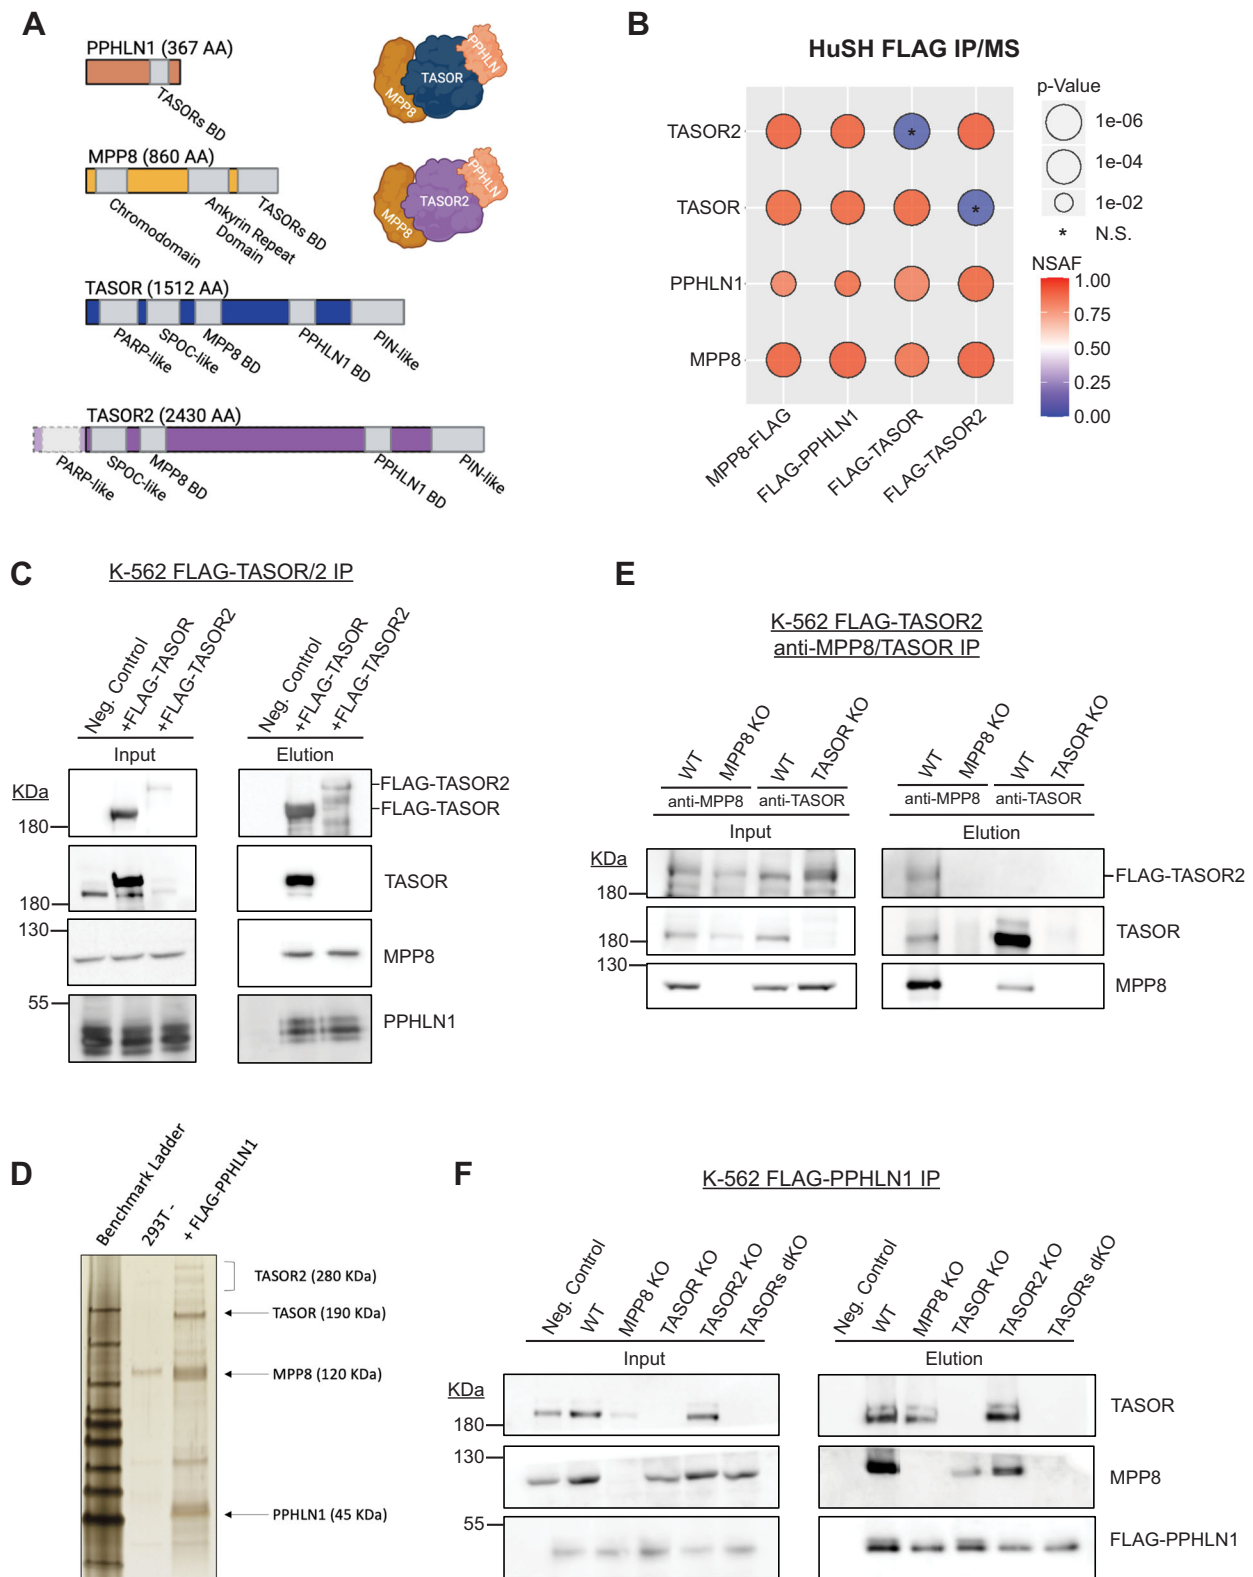 A
PPHLN1 (367 AA)
TASORs BD
MPP8 (860 AA)
Chromodomain
Ankyrin Repeat
Domain
TASORs BD
TASOR (1512 AA)
PARP-like
SPOC-like
MPP8 BD
PPHLN1 BD
PIN-like
TASOR2 (2430 AA)
PARP-like
SPOC-like
MPP8 BD
PPHLN1 BD
PIN-like
MPP8
TASOR
PPHLN
MPP8
TASOR2
PPHLN
B
HuSH FLAG IP/MS
TASOR2
TASOR
PPHLN1
MPP8
*
*
MPP8-FLAG
FLAG-PPHLN1
FLAG-TASOR
FLAG-TASOR2
p-Value
1e-06
1e-04
1e-02
* N.S.
NSAF
1.00
0.75
0.50
0.25
0.00
C
K-562 FLAG-TASOR/2 IP
Neg. Control
+FLAG-TASOR
+FLAG-TASOR2
Neg. Control
+FLAG-TASOR
+FLAG-TASOR2
Input
Elution
KDa
180
180
130
55
FLAG-TASOR2
FLAG-TASOR
TASOR
MPP8
PPHLN1
E
K-562 FLAG-TASOR2
anti-MPP8/TASOR IP
WT
MPP8 KO
WT
TASOR KO
WT
MPP8 KO
WT
TASOR KO
anti-MPP8
anti-TASOR
anti-MPP8
anti-TASOR
Input
Elution
KDa
180
180
130
FLAG-TASOR2
TASOR
MPP8
D
Benchmark Ladder
293T -
+ FLAG-PPHLN1
TASOR2 (280 KDa)
TASOR (190 KDa)
MPP8 (120 KDa)
PPHLN1 (45 KDa)
F
K-562 FLAG-PPHLN1 IP
Neg. Control
WT
MPP8 KO
TASOR KO
TASOR2 KO
TASORs dKO
Neg. Control
WT
MPP8 KO
TASOR KO
TASOR2 KO
TASORs dKO
Input
Elution
KDa
180
130
55
TASOR
MPP8
FLAG-PPHLN1